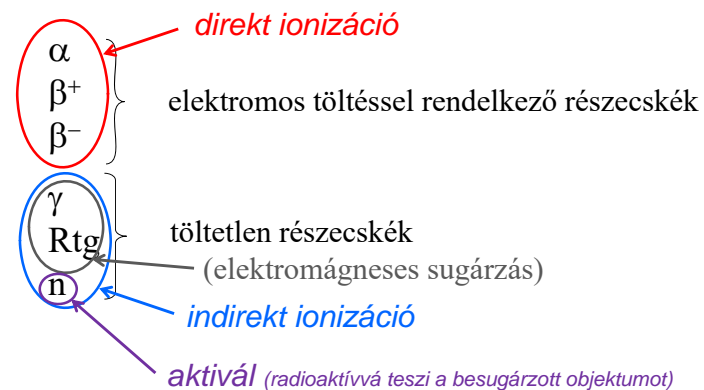 direkt ionizáció
α
β⁺
β⁻
elektromos töltéssel rendelkező részecskék
γ
Rtg
n
töltetlen részecskék
(elektromágneses sugárzás)
indirekt ionizáció
aktivál (radioaktívvá teszi a besugárzott objektumot)